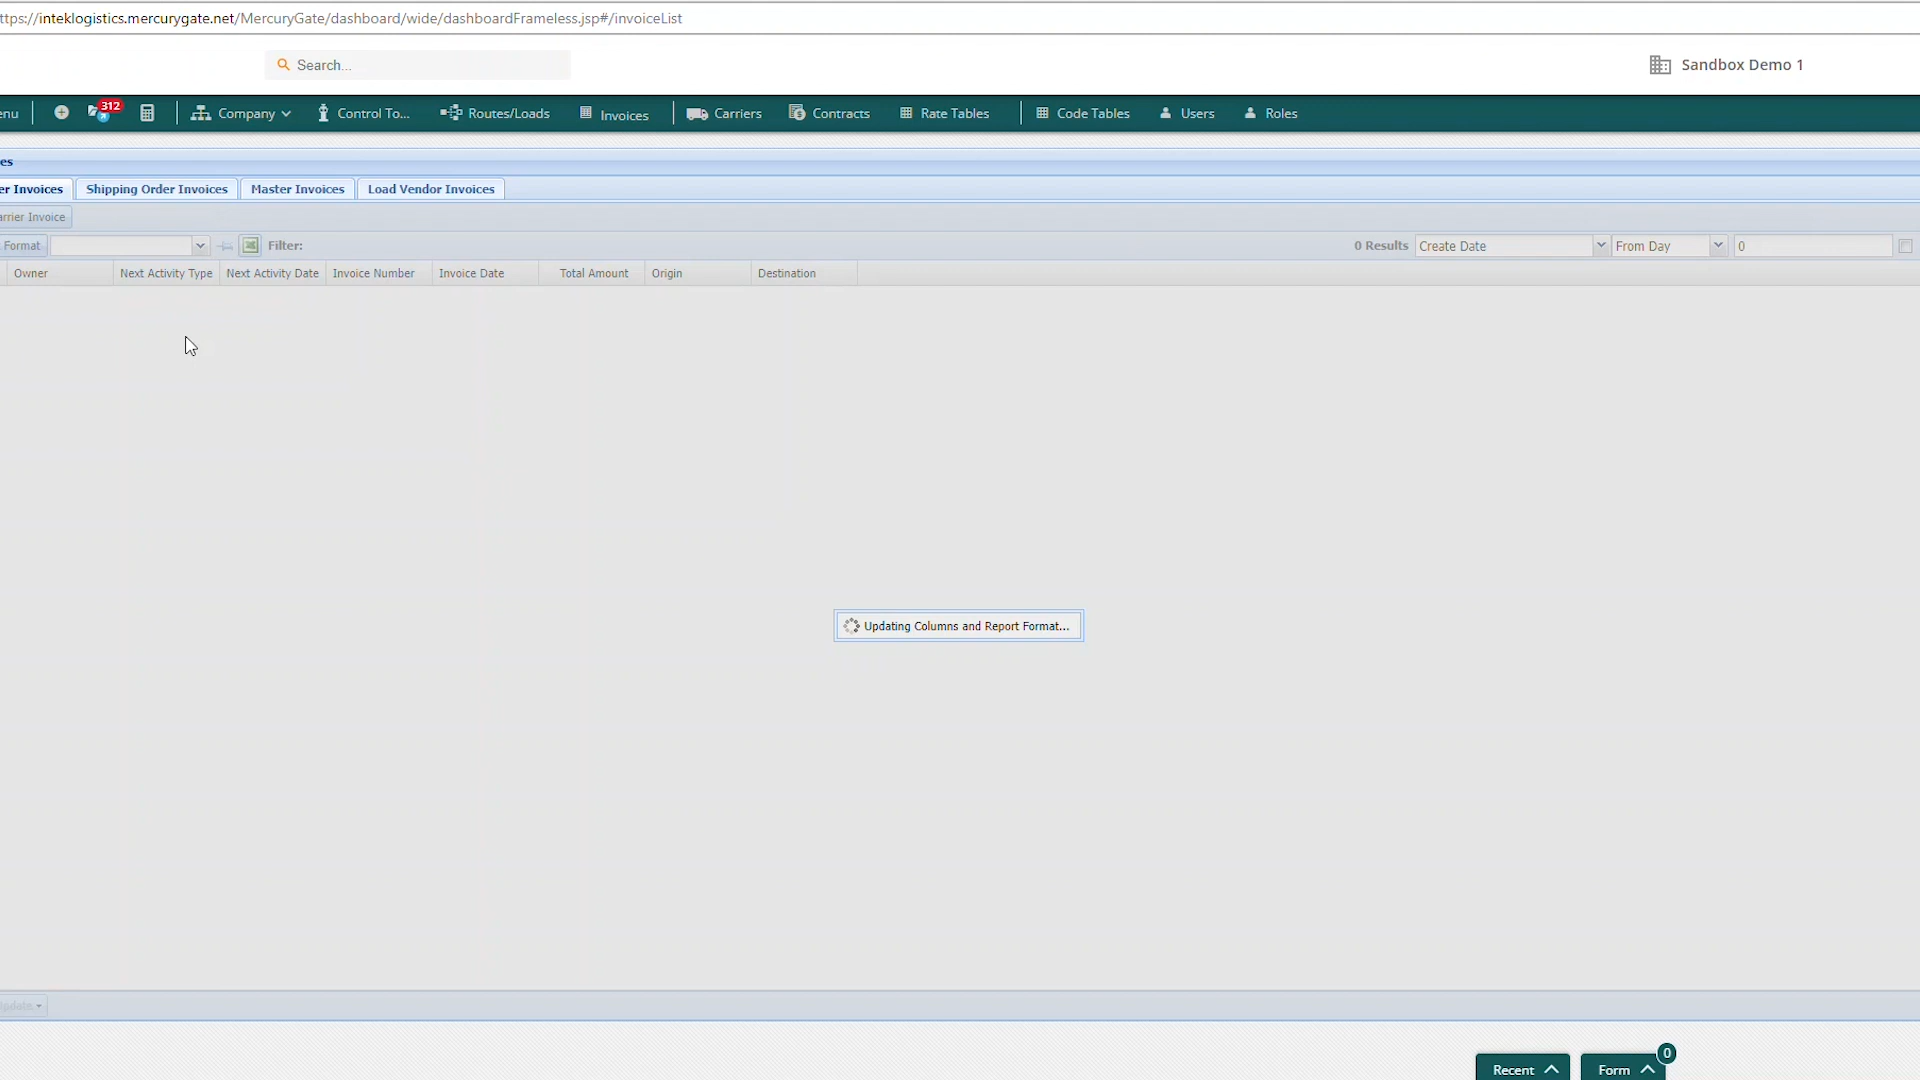 ttps://inteklogistics.mercurygate.net/MercuryGate/dashboard/wide/dashboardFrameless.jsp#/invoiceList
Search...
Sandbox Demo 1
enu
312
Company
Control To...
Routes/Loads
Invoices
Carriers
Contracts
Rate Tables
Code Tables
Users
Roles
es
er Invoices
Shipping Order Invoices
Master Invoices
Load Vendor Invoices
arrier Invoice
Format
Filter:
0 Results
Create Date
From Day
0
Owner
Next Activity Type
Next Activity Date
Invoice Number
Invoice Date
Total Amount
Origin
Destination
Updating Columns and Report Format...
Update
Recent
Form
0